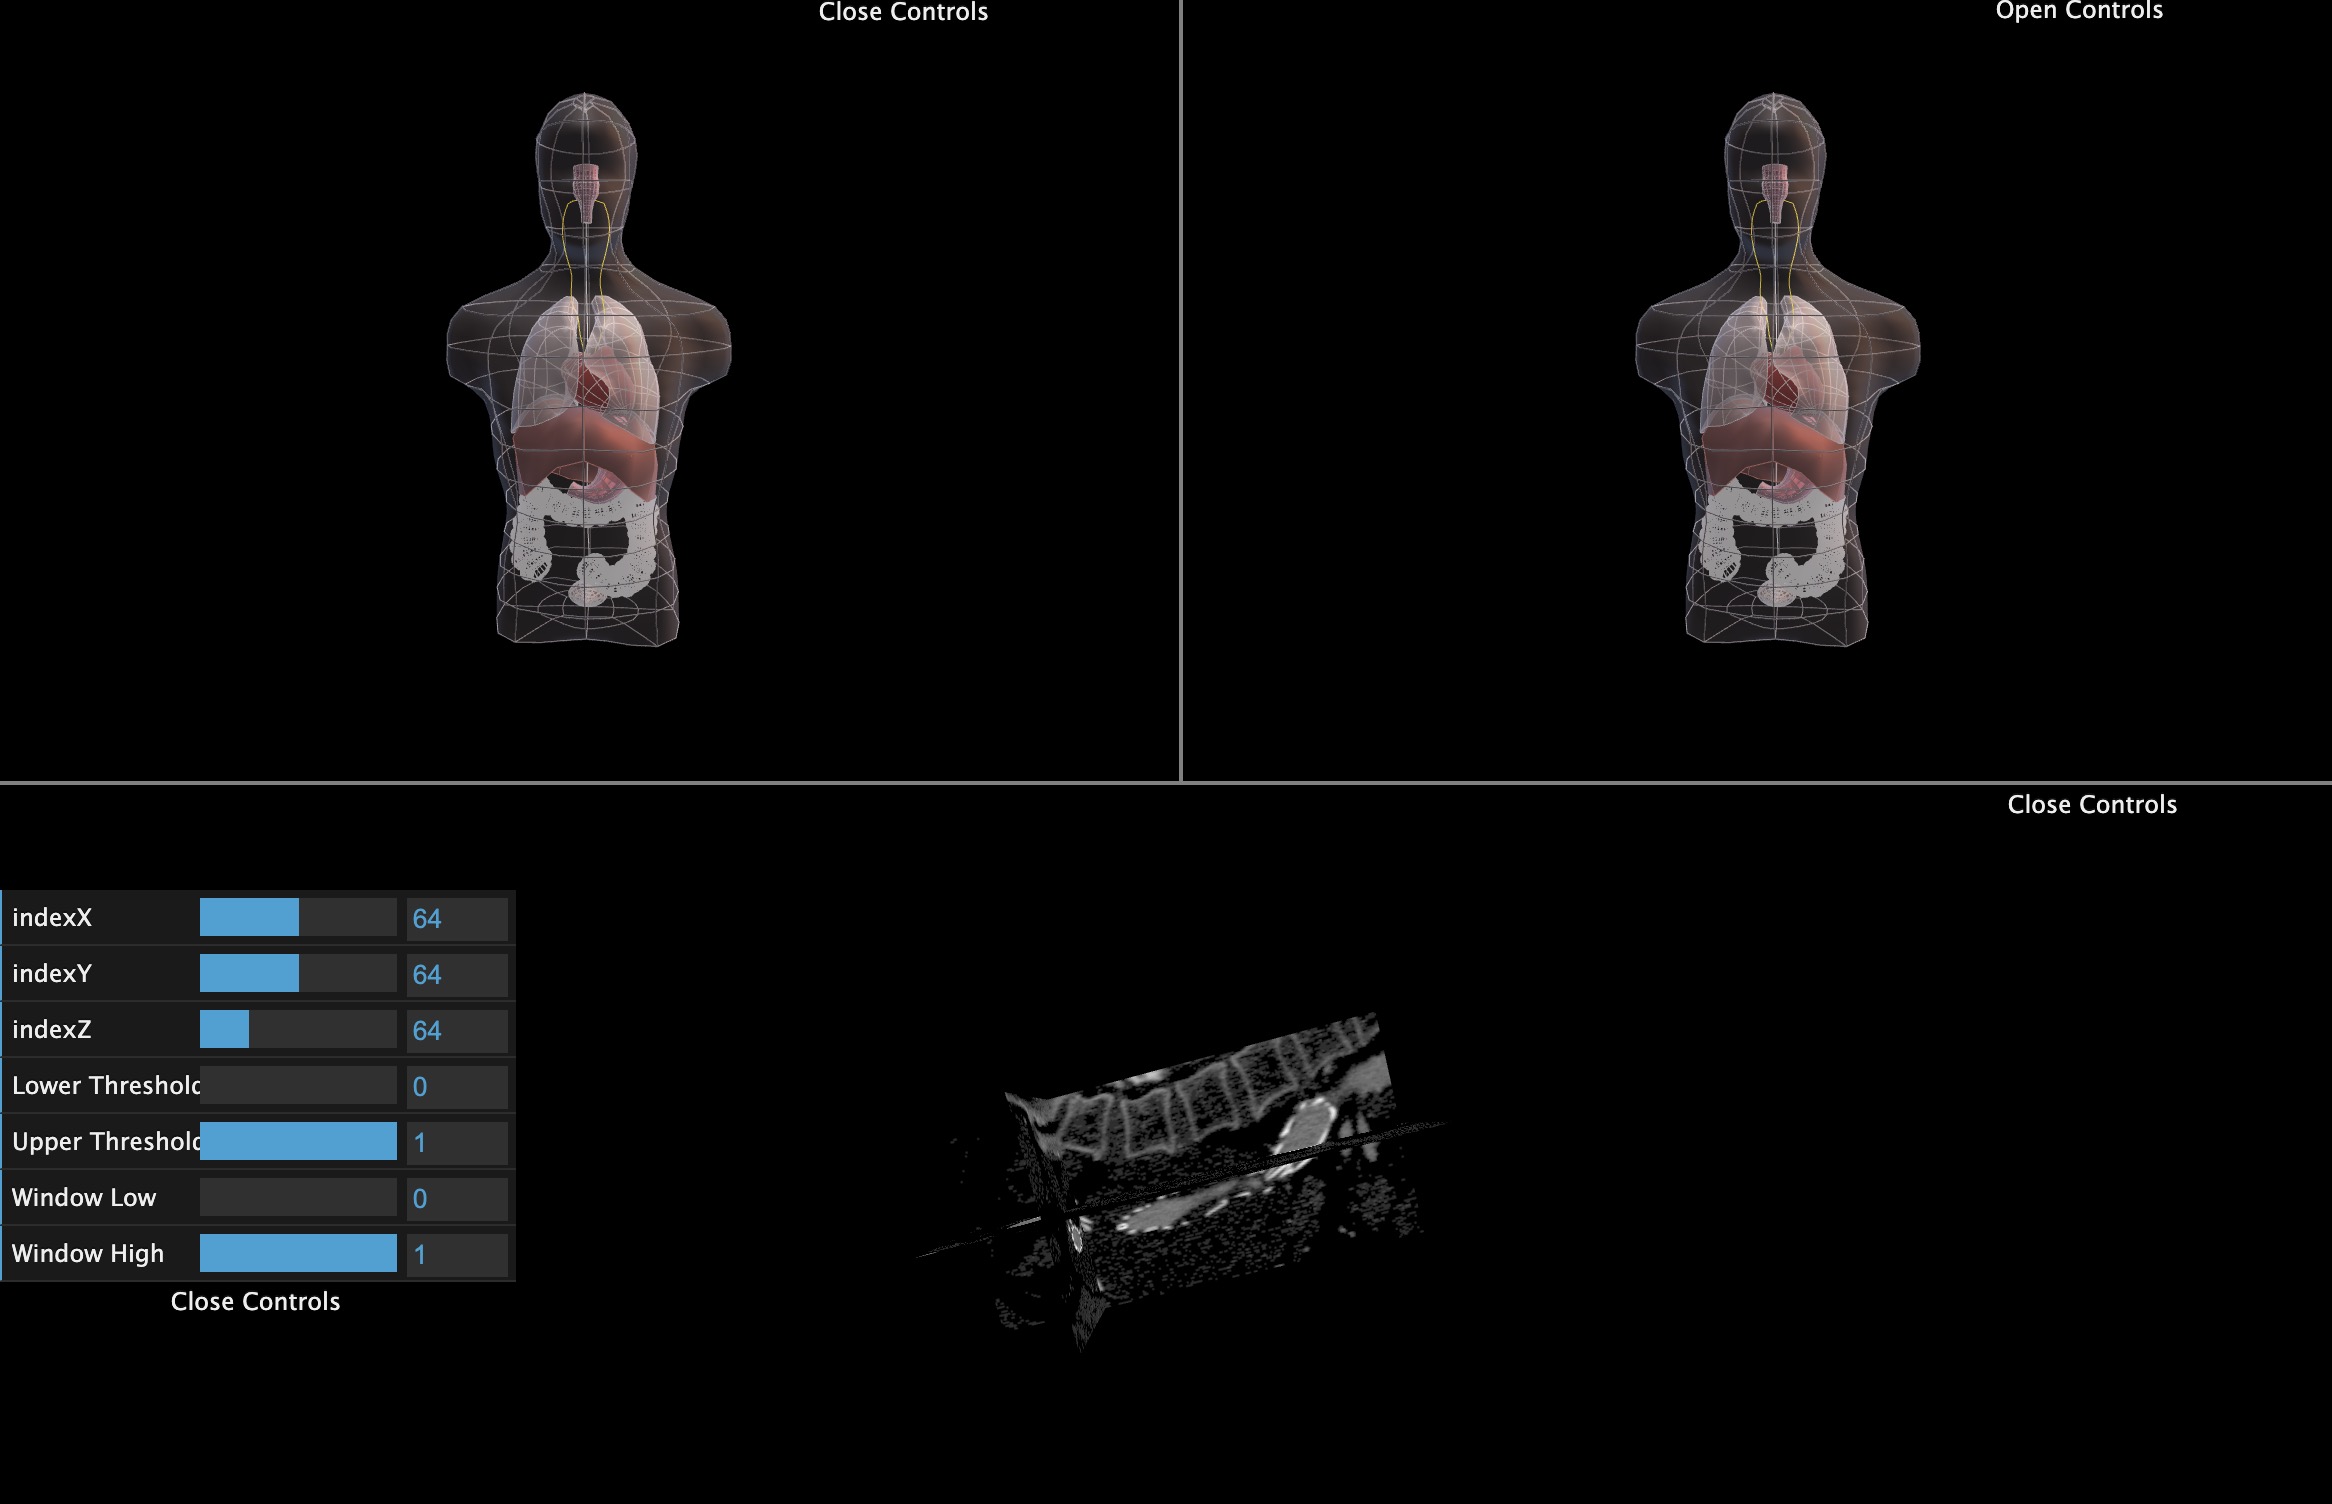 Close Controls
Open Controls
Close Controls
indexX 64
indexY 64
indexZ 64
Lower Threshold 0
Upper Threshold 1
Window Low 0
Window High 1
Close Controls